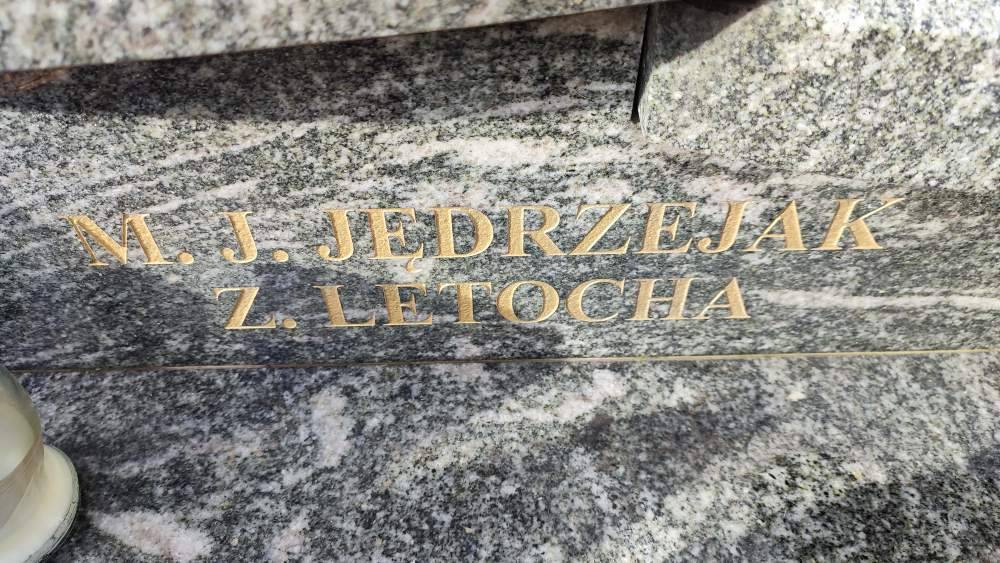 M. J. JĘDRZEJAK
Z. LETOCHA